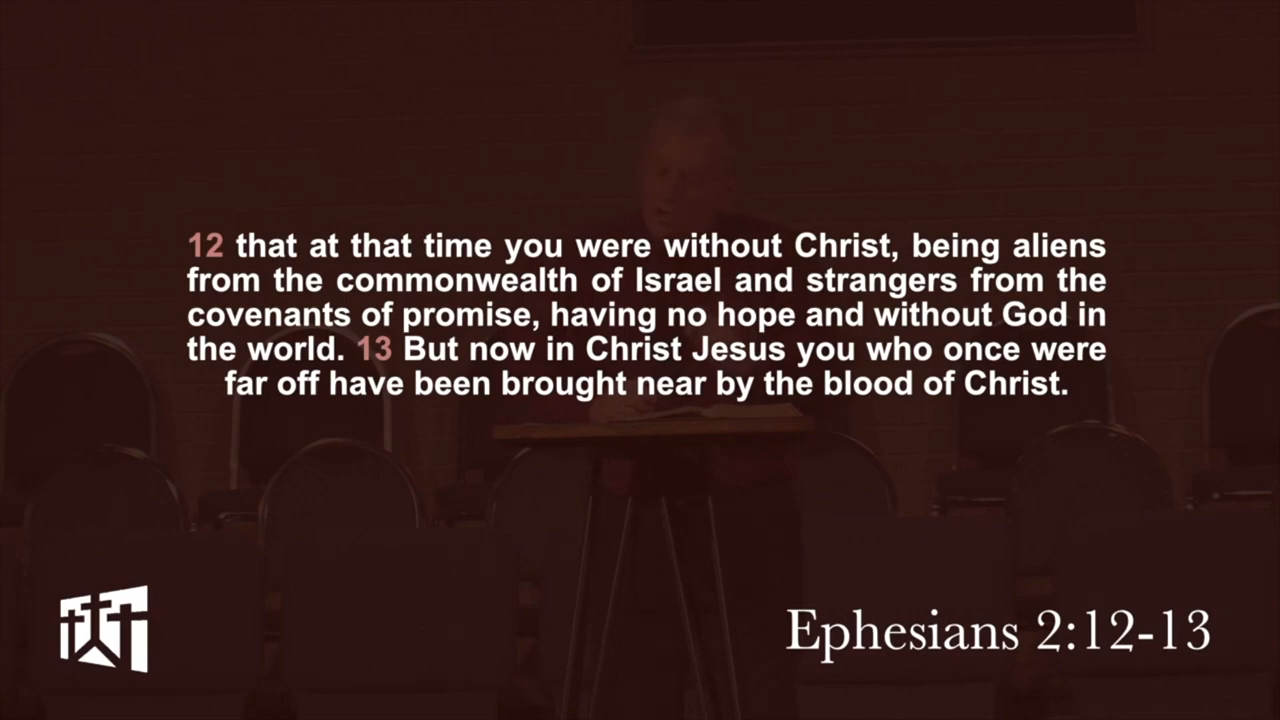 12 that at that time you were without Christ, being aliens
from the commonwealth of Israel and strangers from the
covenants of promise, having no hope and without God in
the world. 13 But now in Christ Jesus you who once were
far off have been brought near by the blood of Christ.
Ephesians 2:12-13